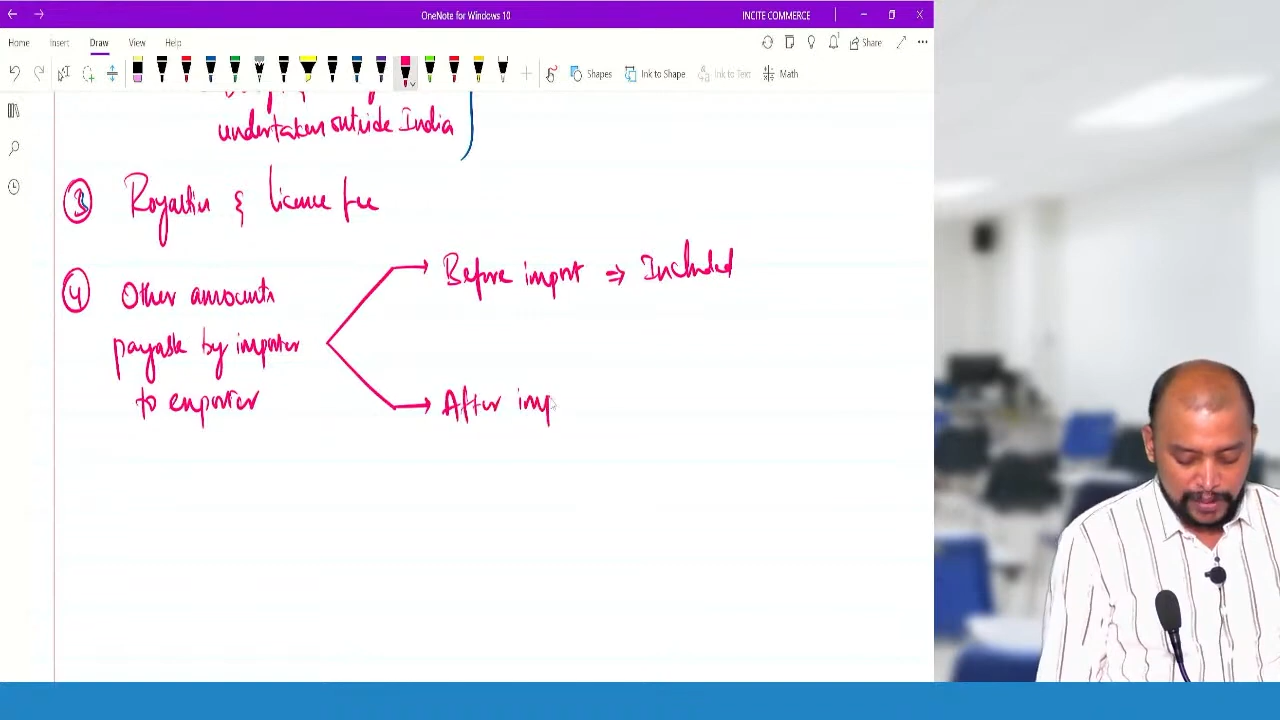 OneNote for Windows 10
INCITE COMMERCE
Home Insert Draw View Help
Share
Shapes Ink to Shape Ink to Text Math
undertaken outside India
3 Royalties & licence fee
Before import ⇒ Included
4 Other amounts
payable by importer
to exporter
After imp